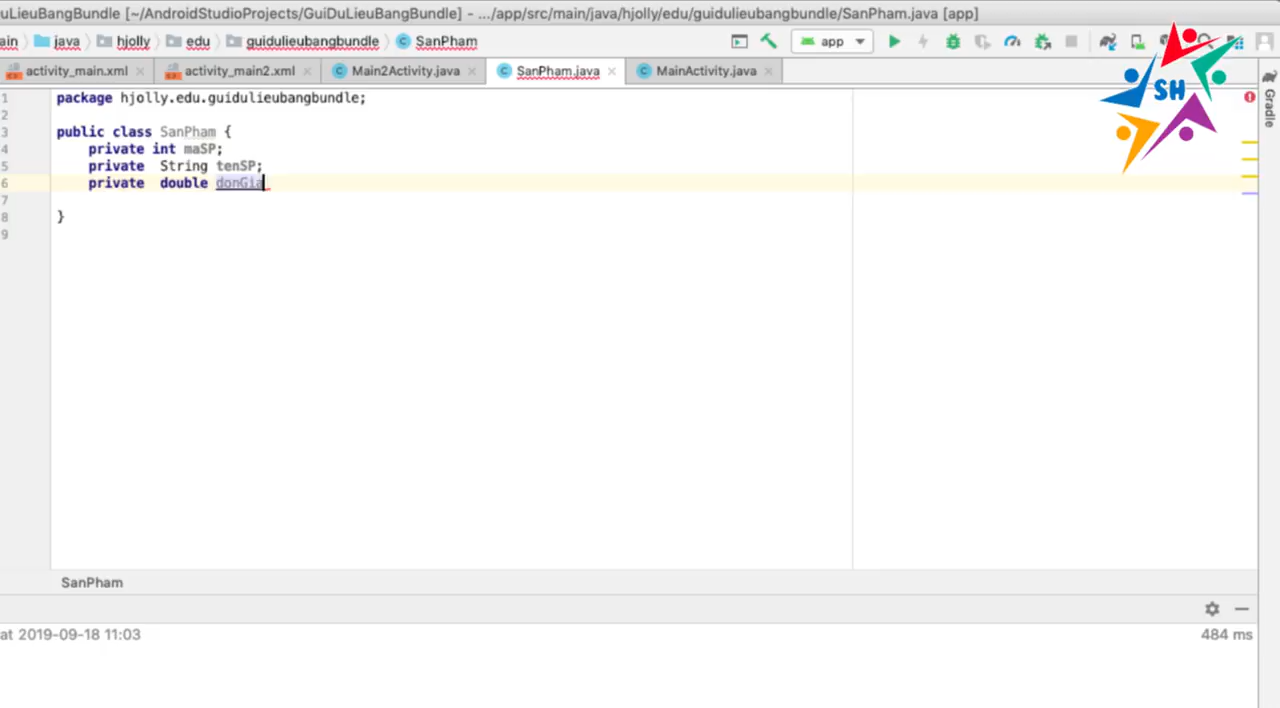 uLieuBangBundle [~/AndroidStudioProjects/GuiDuLieuBangBundle] - .../app/src/main/java/hjolly/edu/guidulieubangbundle/SanPham.java [app]
ain java hjolly edu guidulieubangbundle SanPham app
activity_main.xml activity_main2.xml Main2Activity.java SanPham.java MainActivity.java
SH
Gradle
1 package hjolly.edu.guidulieubangbundle;
2
3 public class SanPham {
4 private int maSP;
5 private String tenSP;
6 private double donGia
7
8 }
9
SanPham
at 2019-09-18 11:03 484 ms